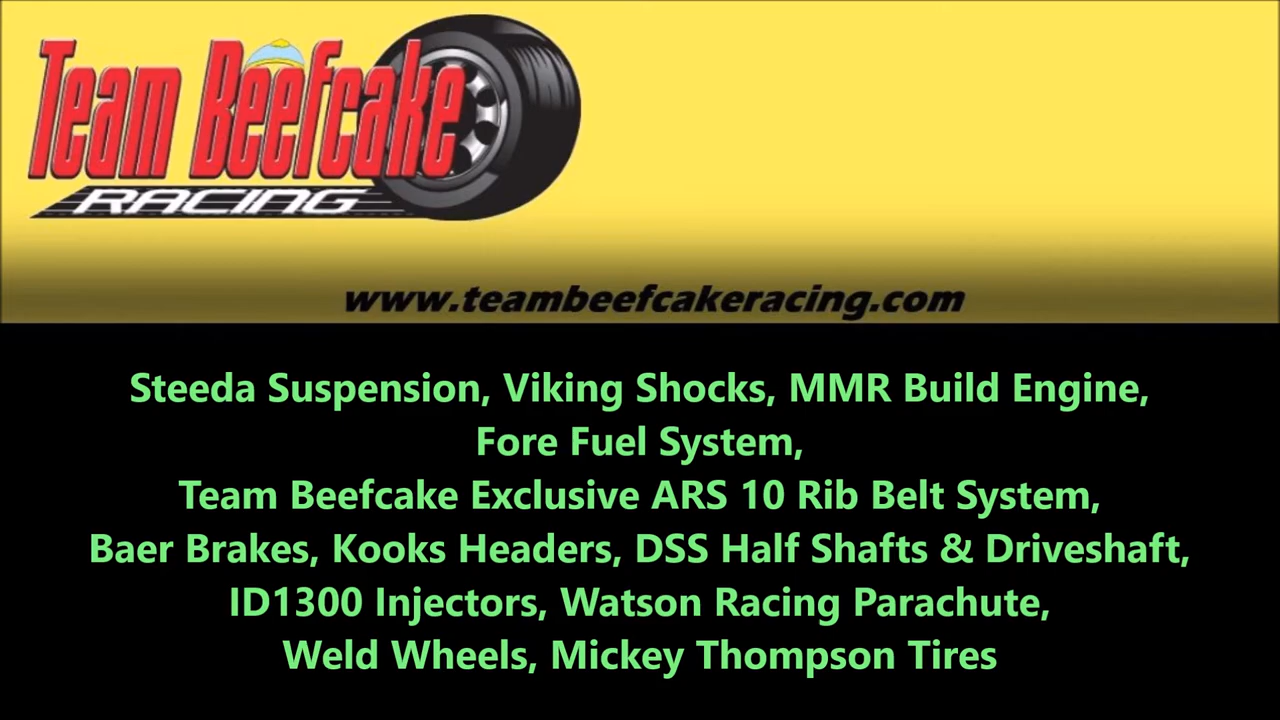 Team Beefcake
RACING
www.teambeefcakeracing.com
Steeda Suspension, Viking Shocks, MMR Build Engine,
Fore Fuel System,
Team Beefcake Exclusive ARS 10 Rib Belt System,
Baer Brakes, Kooks Headers, DSS Half Shafts & Driveshaft,
ID1300 Injectors, Watson Racing Parachute,
Weld Wheels, Mickey Thompson Tires